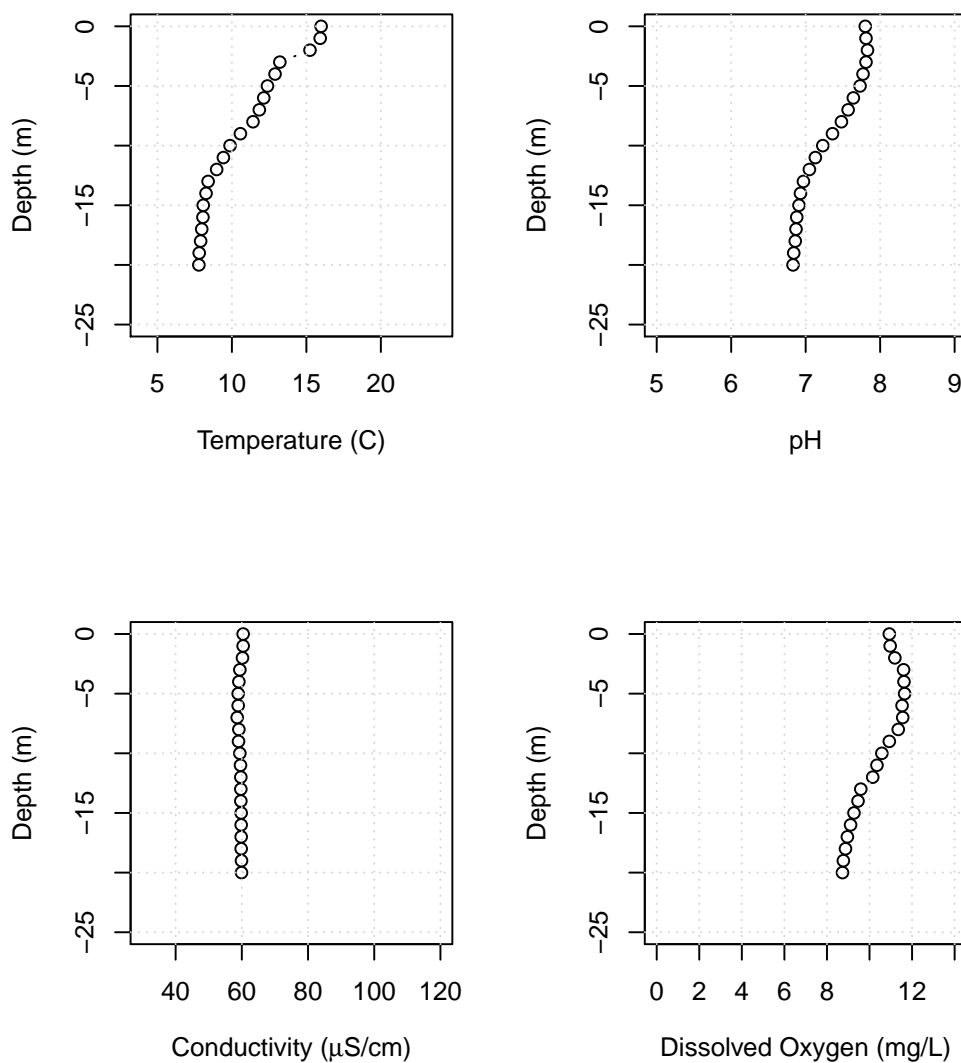 Depth (m)
0
−5
−15
−25
5 10 15 20
Temperature (C)
Depth (m)
0
−5
−15
−25
5 6 7 8 9
pH
Depth (m)
0
−5
−15
−25
40 60 80 100 120
Conductivity (μS/cm)
Depth (m)
0
−5
−15
−25
0 2 4 6 8 12
Dissolved Oxygen (mg/L)